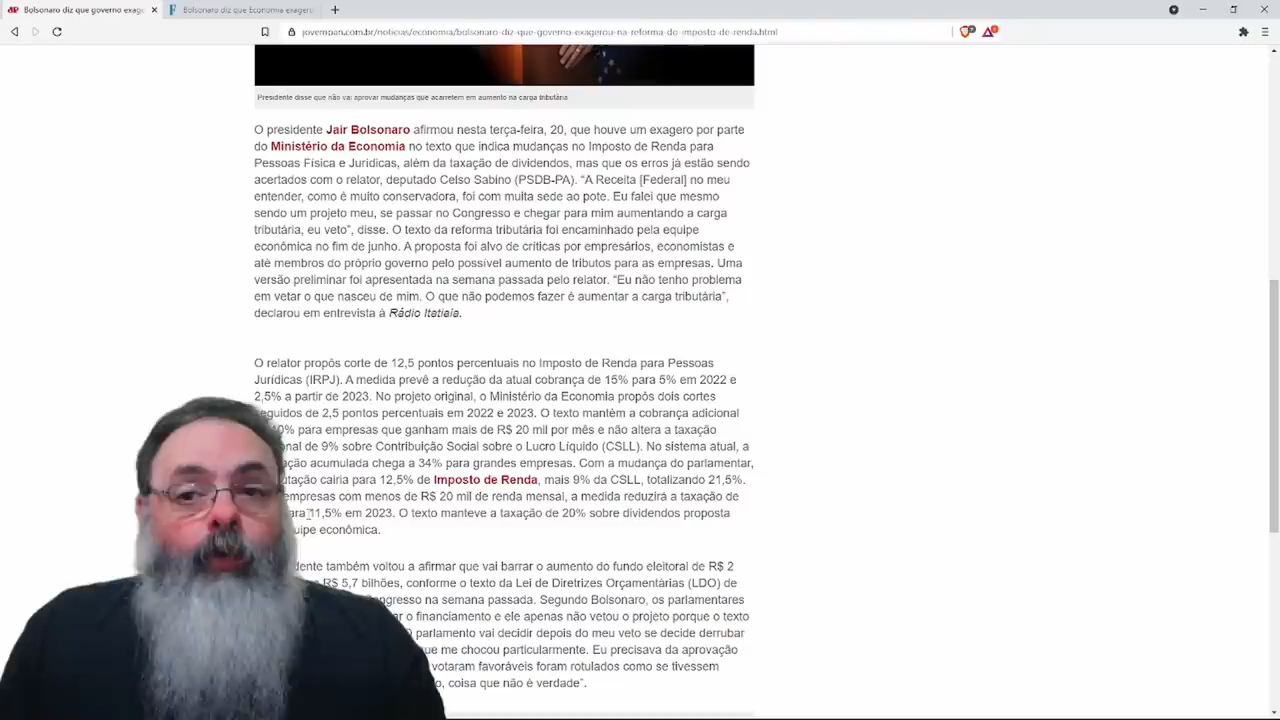 Bolsonaro diz que governo exage
Bolsonaro diz que Economia exagero
jovempan.com.br/noticias/economia/bolsonaro-diz-que-governo-exagerou-na-reforma-do-imposto-de-renda.html
Presidente disse que não vai aprovar mudanças que acarretem em aumento na carga tributária
O presidente Jair Bolsonaro afirmou nesta terça-feira, 20, que houve um exagero por parte
do Ministério da Economia no texto que indica mudanças no Imposto de Renda para
Pessoas Física e Jurídicas, além da taxação de dividendos, mas que os erros já estão sendo
acertados com o relator, deputado Celso Sabino (PSDB-PA). “A Receita [Federal] no meu
entender, como é muito conservadora, foi com muita sede ao pote. Eu falei que mesmo
sendo um projeto meu, se passar no Congresso e chegar para mim aumentando a carga
tributária, eu veto”, disse. O texto da reforma tributária foi encaminhado pela equipe
econômica no fim de junho. A proposta foi alvo de críticas por empresários, economistas e
até membros do próprio governo pelo possível aumento de tributos para as empresas. Uma
versão preliminar foi apresentada na semana passada pelo relator. “Eu não tenho problema
em vetar o que nasceu de mim. O que não podemos fazer é aumentar a carga tributária”,
declarou em entrevista à Rádio Itatiaia.
O relator propôs corte de 12,5 pontos percentuais no Imposto de Renda para Pessoas
Jurídicas (IRPJ). A medida prevê a redução da atual cobrança de 15% para 5% em 2022 e
2,5% a partir de 2023. No projeto original, o Ministério da Economia propôs dois cortes
eguidos de 2,5 pontos percentuais em 2022 e 2023. O texto mantém a cobrança adicional
10% para empresas que ganham mais de R$ 20 mil por mês e não altera a taxação
onal de 9% sobre Contribuição Social sobre o Lucro Líquido (CSLL). No sistema atual, a
ação acumulada chega a 34% para grandes empresas. Com a mudança do parlamentar,
utação cairia para 12,5% de Imposto de Renda, mais 9% da CSLL, totalizando 21,5%.
empresas com menos de R$ 20 mil de renda mensal, a medida reduzirá a taxação de
ara 11,5% em 2023. O texto manteve a taxação de 20% sobre dividendos proposta
uipe econômica.
dente também voltou a afirmar que vai barrar o aumento do fundo eleitoral de R$ 2
R$ 5,7 bilhões, conforme o texto da Lei de Diretrizes Orçamentárias (LDO) de
ngresso na semana passada. Segundo Bolsonaro, os parlamentares
ar o financiamento e ele apenas não vetou o projeto porque o texto
O parlamento vai decidir depois do meu veto se decide derrubar
que me chocou particularmente. Eu precisava da aprovação
votaram favoráveis foram rotulados como se tivessem
o, coisa que não é verdade”.